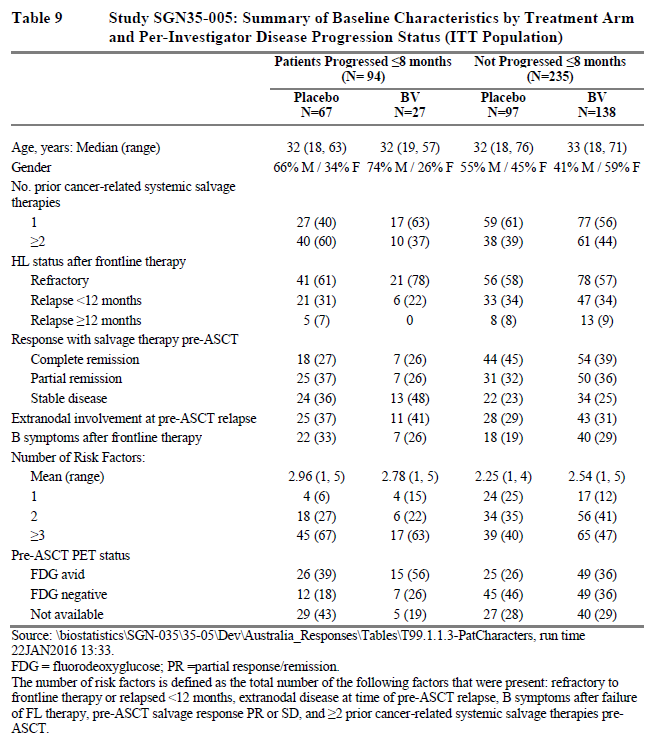 Table 9 Study SGN35-005: Summary of Baseline Characteristics by Treatment Arm
and Per-Investigator Disease Progression Status (ITT Population)
Patients Progressed ≤8 months Not Progressed ≤8 months
(N= 94) (N=235)
Placebo BV Placebo BV
N=67 N=27 N=97 N=138
Age, years: Median (range) 32 (18, 63) 32 (19, 57) 32 (18, 76) 33 (18, 71)
Gender 66% M / 34% F 74% M / 26% F 55% M / 45% F 41% M / 59% F
No. prior cancer-related systemic salvage
therapies
1 27 (40) 17 (63) 59 (61) 77 (56)
≥2 40 (60) 10 (37) 38 (39) 61 (44)
HL status after frontline therapy
Refractory 41 (61) 21 (78) 56 (58) 78 (57)
Relapse <12 months 21 (31) 6 (22) 33 (34) 47 (34)
Relapse ≥12 months 5 (7) 0 8 (8) 13 (9)
Response with salvage therapy pre-ASCT
Complete remission 18 (27) 7 (26) 44 (45) 54 (39)
Partial remission 25 (37) 7 (26) 31 (32) 50 (36)
Stable disease 24 (36) 13 (48) 22 (23) 34 (25)
Extranodal involvement at pre-ASCT relapse 25 (37) 11 (41) 28 (29) 43 (31)
B symptoms after frontline therapy 22 (33) 7 (26) 18 (19) 40 (29)
Number of Risk Factors:
Mean (range) 2.96 (1, 5) 2.78 (1, 5) 2.25 (1, 4) 2.54 (1, 5)
1 4 (6) 4 (15) 24 (25) 17 (12)
2 18 (27) 6 (22) 34 (35) 56 (41)
≥3 45 (67) 17 (63) 39 (40) 65 (47)
Pre-ASCT PET status
FDG avid 26 (39) 15 (56) 25 (26) 49 (36)
FDG negative 12 (18) 7 (26) 45 (46) 49 (36)
Not available 29 (43) 5 (19) 27 (28) 40 (29)
Source: \biostatistics\SGN-035\35-05\Dev\Australia_Responses\Tables\T99.1.1.3-PatCharacters, run time
22JAN2016 13:33.
FDG = fluorodeoxyglucose; PR =partial response/remission.
The number of risk factors is defined as the total number of the following factors that were present: refractory to
frontline therapy or relapsed <12 months, extranodal disease at time of pre-ASCT relapse, B symptoms after failure
of FL therapy, pre-ASCT salvage response PR or SD, and ≥2 prior cancer-related systemic salvage therapies pre-
ASCT.